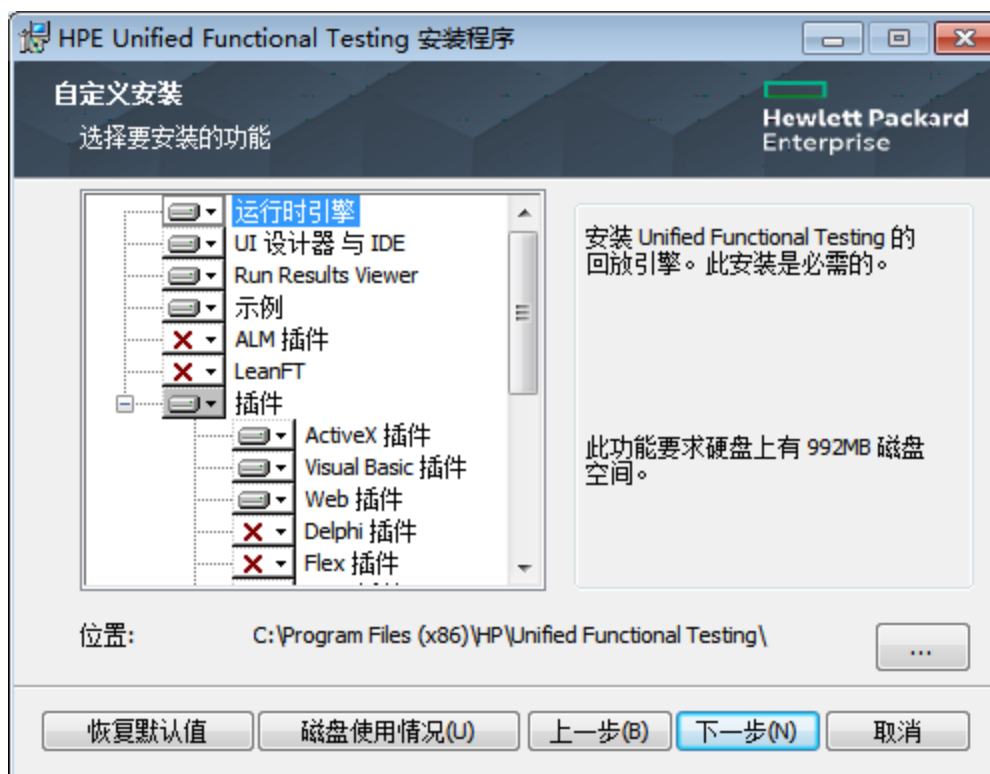 HPE Unified Functional Testing 安装程序
自定义安装
选择要安装的功能
Hewlett Packard
Enterprise
运行时引擎
UI 设计器 与 IDE
Run Results Viewer
示例
ALM 插件
LeanFT
插件
ActiveX 插件
Visual Basic 插件
Web 插件
Delphi 插件
Flex 插件
安装 Unified Functional Testing 的
回放引擎。此安装是必需的。
此功能要求硬盘上有 992MB 磁盘
空间。
位置:
C:\Program Files (x86)\HP\Unified Functional Testing\
...
恢复默认值
磁盘使用情况(U)
上一步(B)
下一步(N)
取消